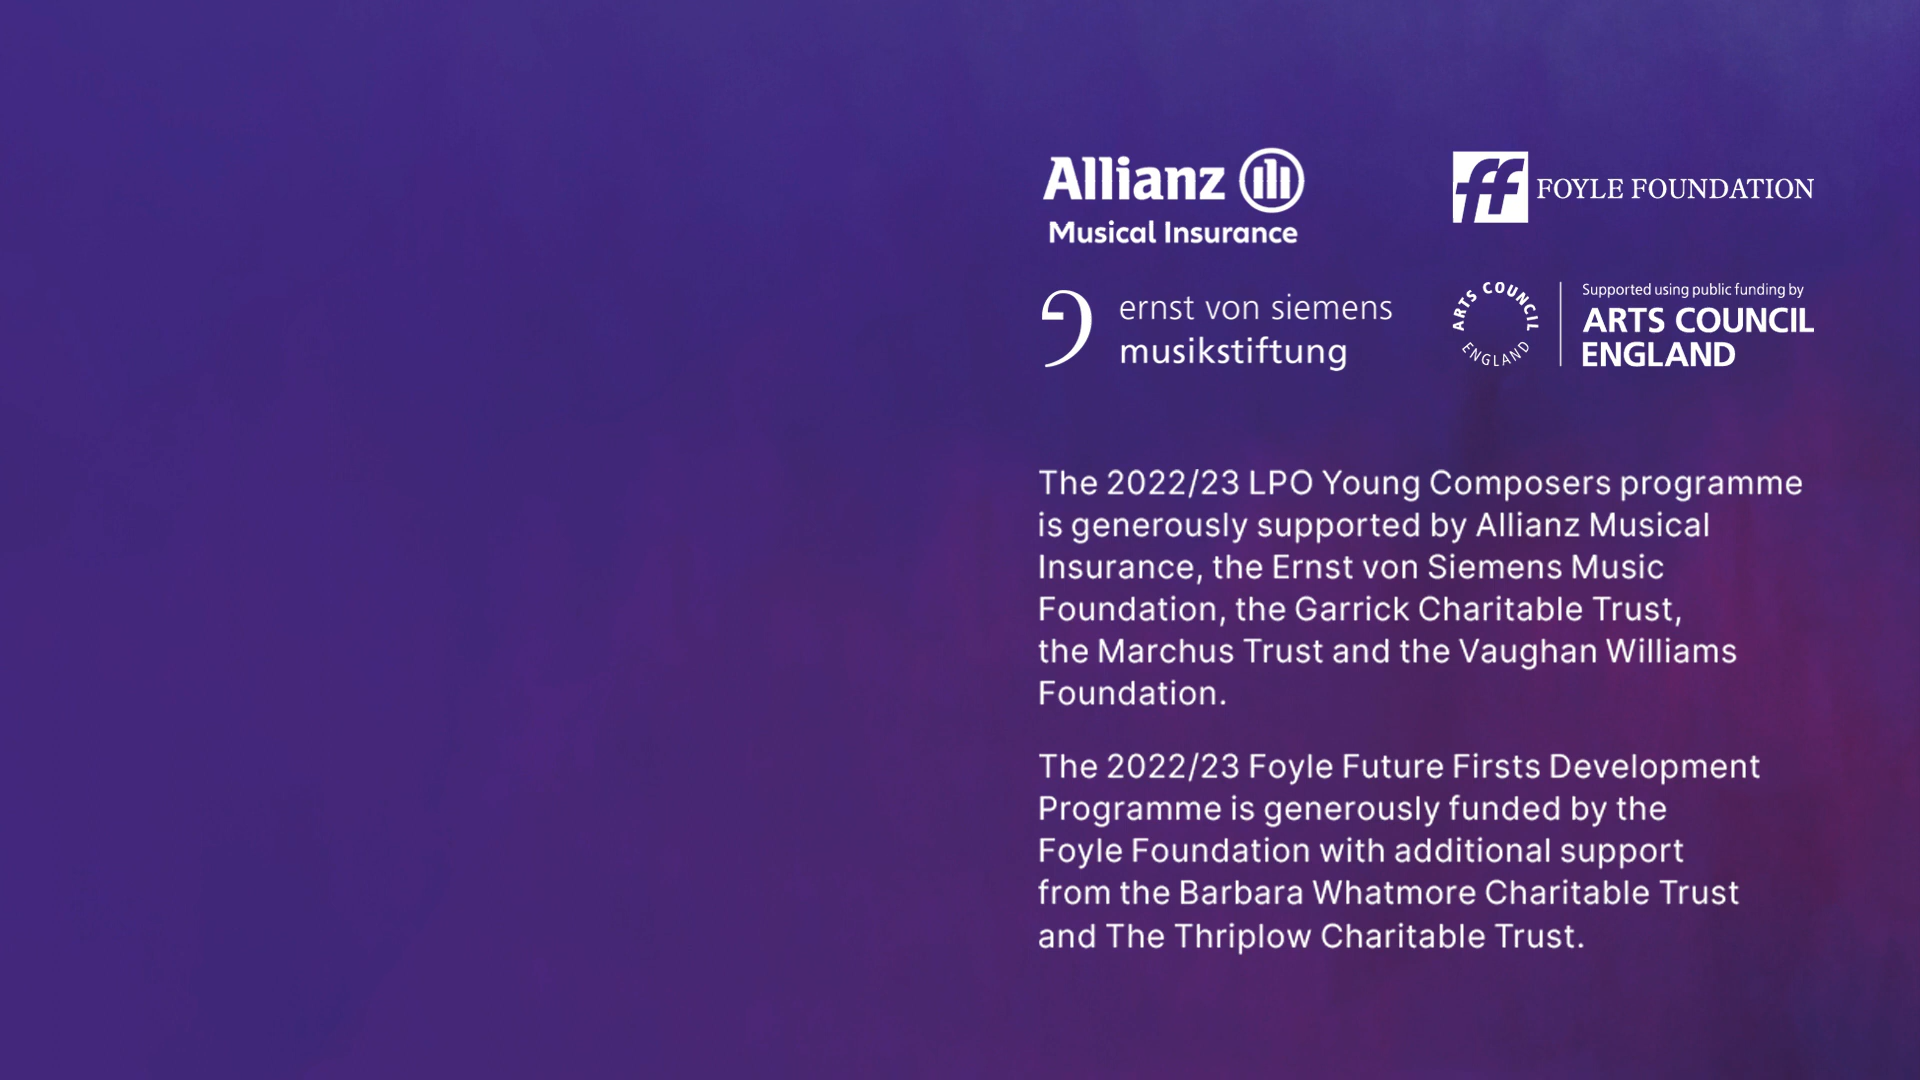 Allianz
Musical Insurance
ff FOYLE FOUNDATION
ernst von siemens
musikstiftung
ARTS COUNCIL
ENGLAND
Supported using public funding by
ARTS COUNCIL
ENGLAND
The 2022/23 LPO Young Composers programme
is generously supported by Allianz Musical
Insurance, the Ernst von Siemens Music
Foundation, the Garrick Charitable Trust,
the Marchus Trust and the Vaughan Williams
Foundation.
The 2022/23 Foyle Future Firsts Development
Programme is generously funded by the
Foyle Foundation with additional support
from the Barbara Whatmore Charitable Trust
and The Thriplow Charitable Trust.